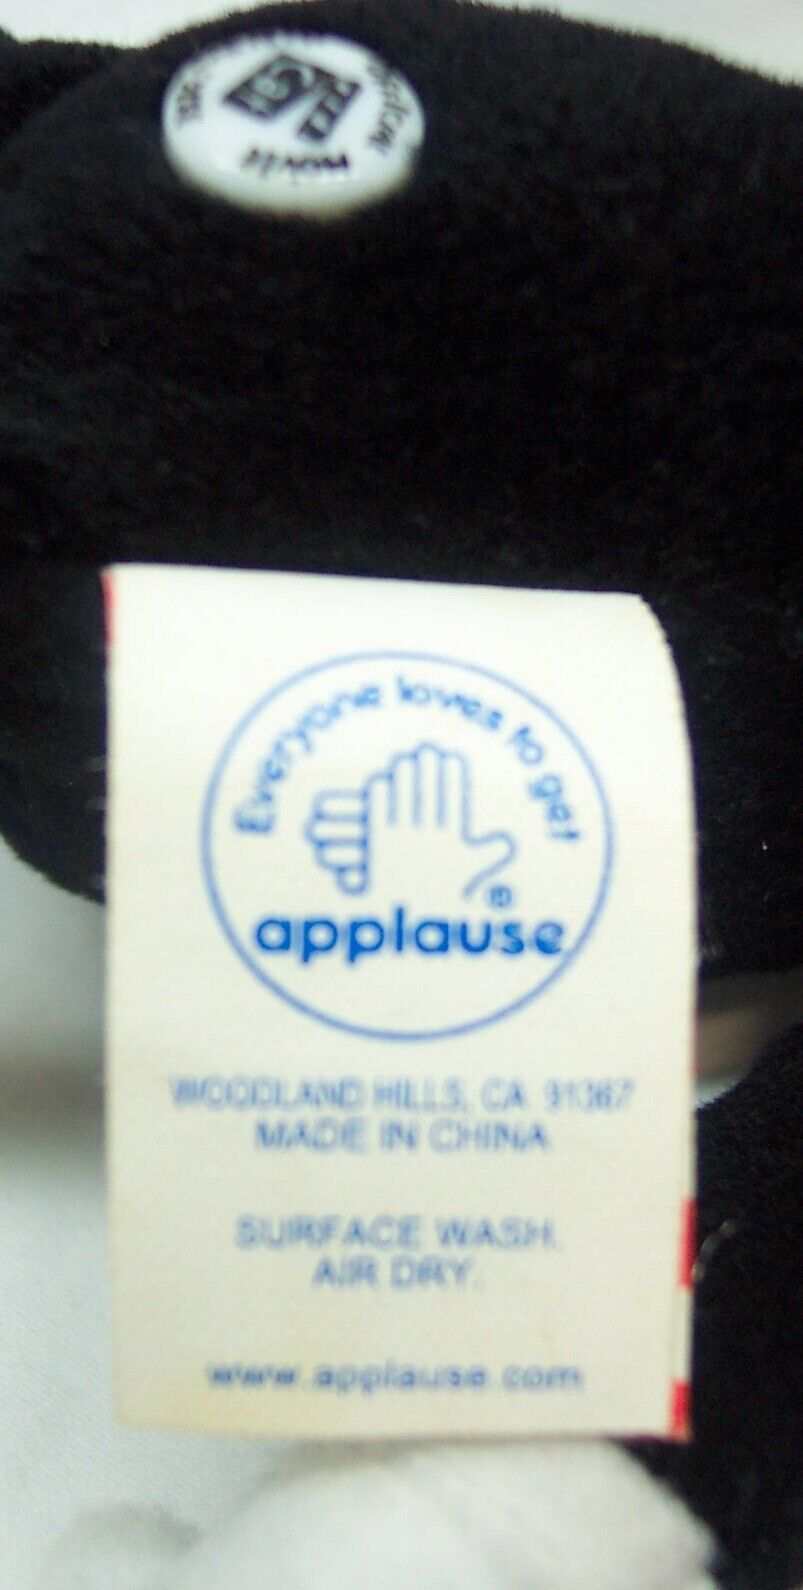 Everyone loves to get
®
applause
WOODLAND HILLS, CA 91367
MADE IN CHINA
SURFACE WASH.
AIR DRY.
www.applause.com